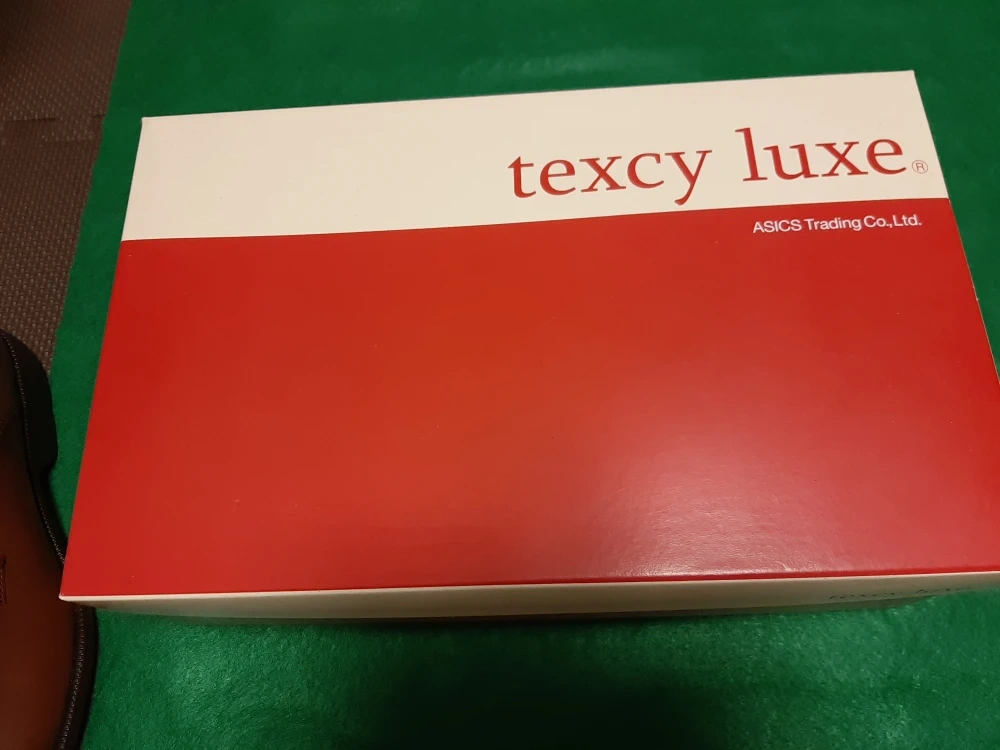 texcy luxe®
ASICS Trading Co.,Ltd.